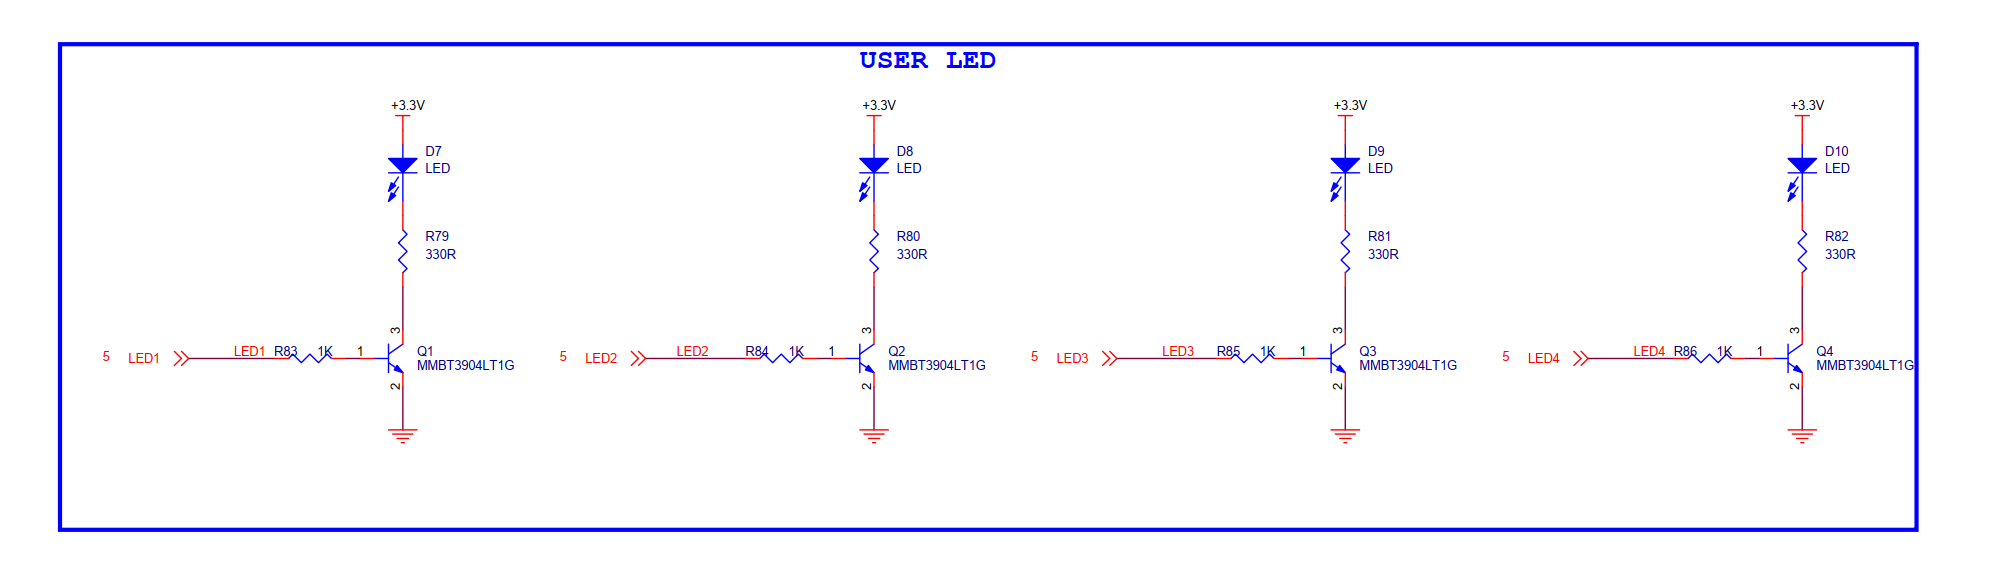 USER LED
+3.3V +3.3V +3.3V +3.3V
D7 D8 D9 D10
LED LED LED LED
R79 R80 R81 R82
330R 330R 330R 330R
3 3 3 3
5 LED1 LED1 R83 1K 1 Q1 5 LED2 LED2 R84 1K 1 Q2 5 LED3 LED3 R85 1K 1 Q3 5 LED4 LED4 R86 1K 1 Q4
MMBT3904LT1G MMBT3904LT1G MMBT3904LT1G MMBT3904LT1G
2 2 2 2